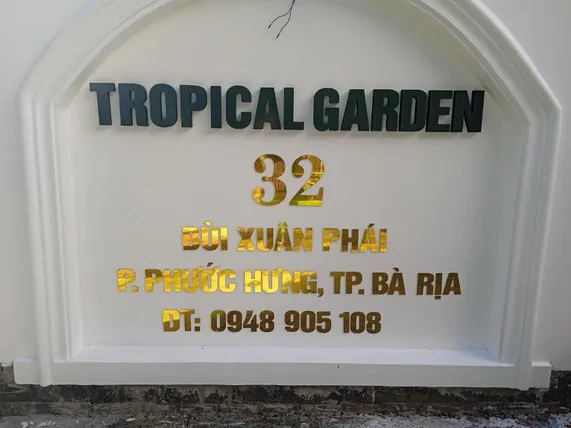 TROPICAL GARDEN
32
BÙI XUÂN PHÁI
P. PHƯỚC HƯNG, TP. BÀ RỊA
ĐT: 0948 905 108